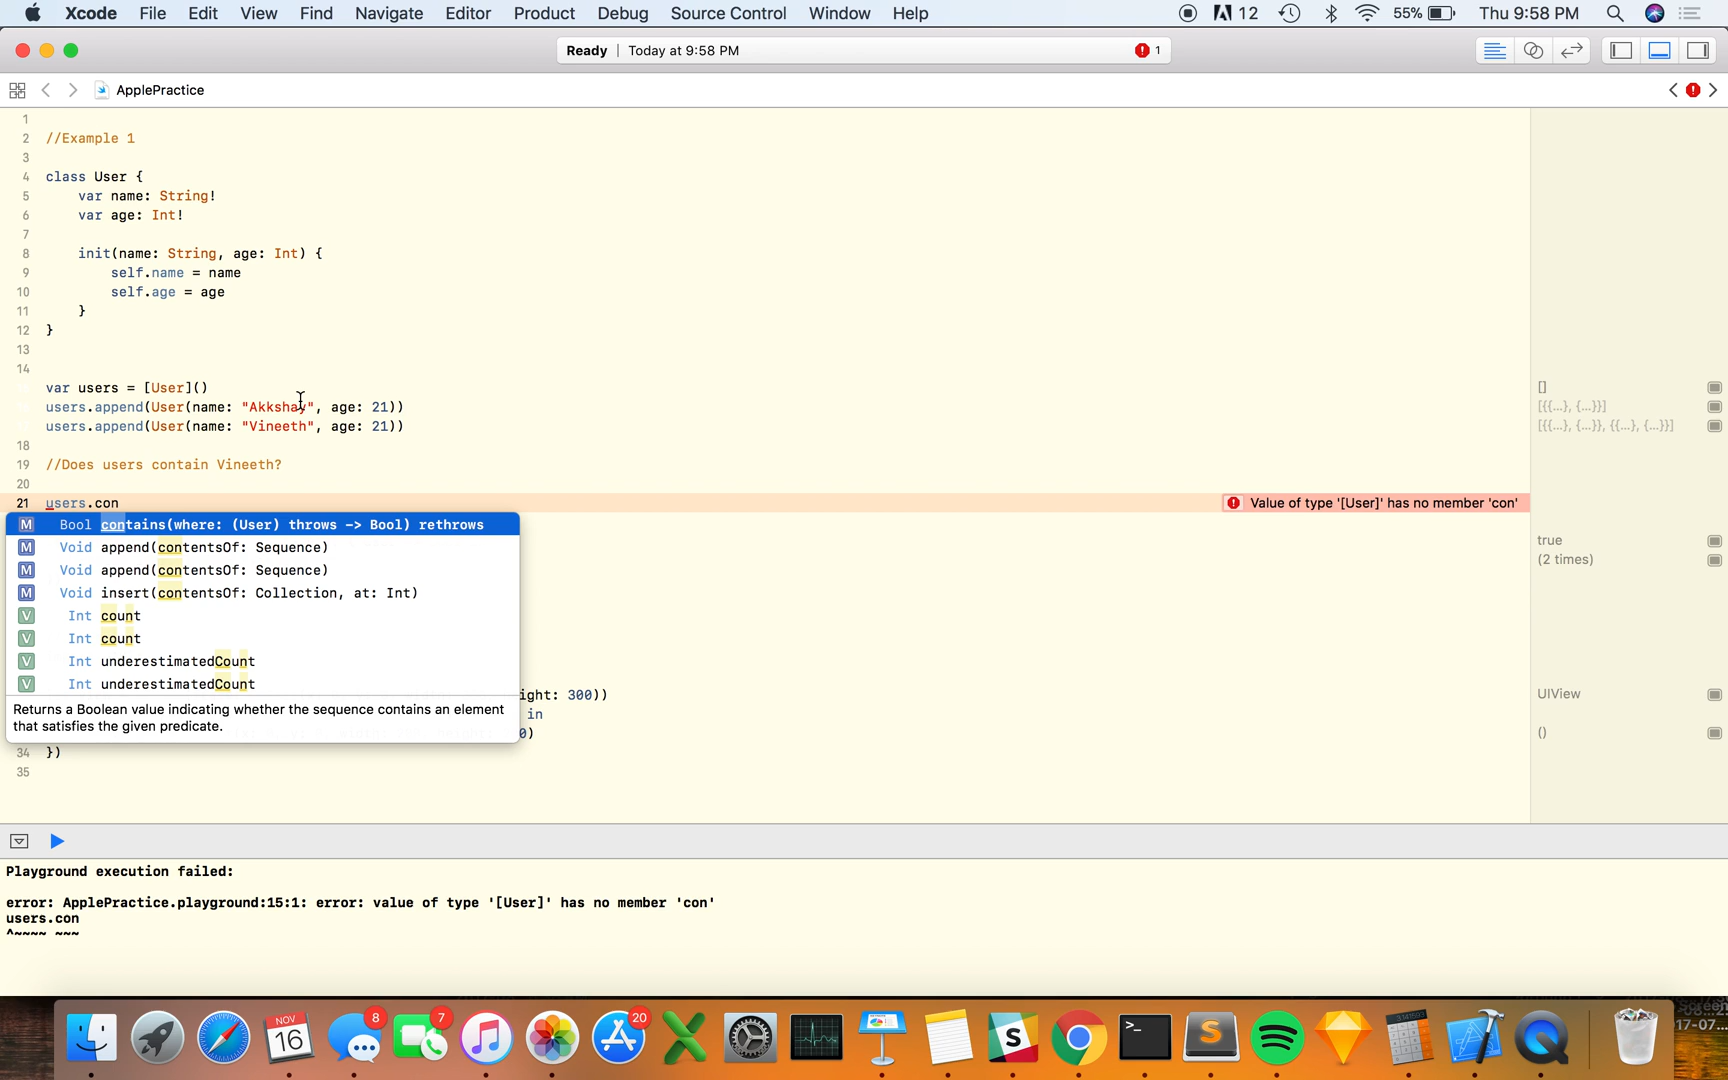 Xcode File Edit View Find Navigate Editor Product Debug Source Control Window Help 12 55% Thu 9:58 PM
Ready | Today at 9:58 PM 1
ApplePractice
1
2 //Example 1
3
4 class User {
5 var name: String!
6 var age: Int!
7
8 init(name: String, age: Int) {
9 self.name = name
10 self.age = age
11 }
12 }
13
14
var users = [User]() []
users.append(User(name: "Akkshay", age: 21)) [{{...}, {...}}]
users.append(User(name: "Vineeth", age: 21)) [{{...}, {...}}, {{...}, {...}}]
18
19 //Does users contain Vineeth?
20
21 users.con Value of type '[User]' has no member 'con'
M Bool contains(where: (User) throws -> Bool) rethrows
M Void append(contentsOf: Sequence) true
M Void append(contentsOf: Sequence) (2 times)
M Void insert(contentsOf: Collection, at: Int)
V Int count
V Int count
V Int underestimatedCount
V Int underestimatedCount
ight: 300)) UIView
Returns a Boolean value indicating whether the sequence contains an element in
that satisfies the given predicate. 0) ()
34 })
35
Playground execution failed:
error: ApplePractice.playground:15:1: error: value of type '[User]' has no member 'con'
users.con
^~~~~ ~~~
NOV
16
8
7
20
S
>_
S
17-07...